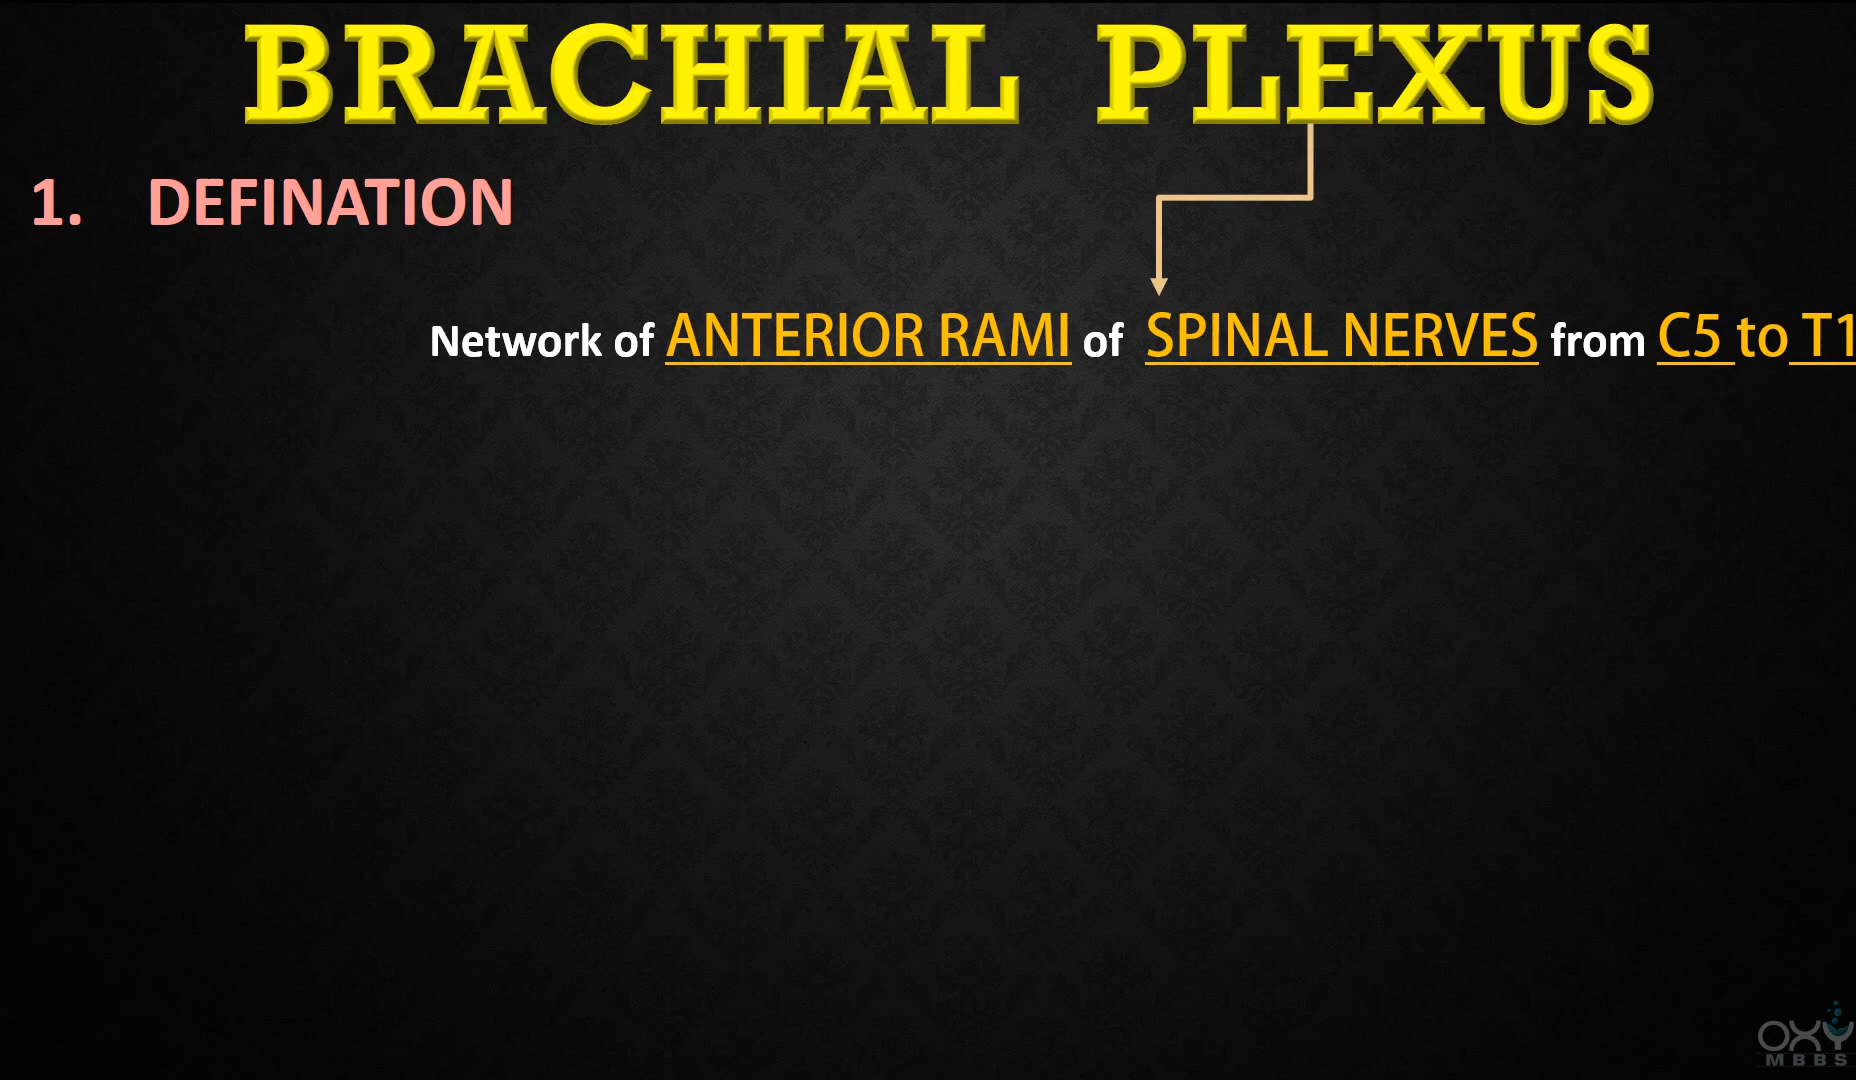 BRACHIAL PLEXUS
1. DEFINATION
Network of ANTERIOR RAMI of SPINAL NERVES from C5 to T1
OXY
MBBS